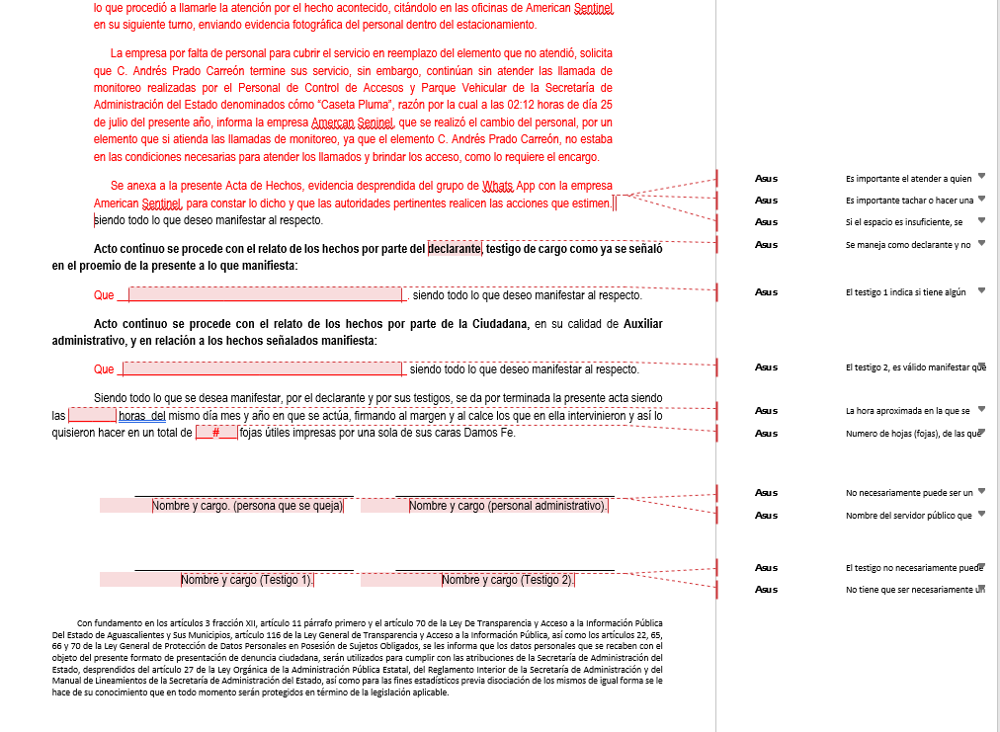 lo que procedió a llamarle la atención por el hecho acontecido, citándolo en las oficinas de American Sentinel,
en su siguiente turno, enviando evidencia fotográfica del personal dentro del estacionamiento.
La empresa por falta de personal para cubrir el servicio en reemplazo del elemento que no atendió, solicita
que C. Andrés Prado Carreón termine sus servicio, sin embargo, continúan sin atender las llamada de
monitoreo realizadas por el Personal de Control de Accesos y Parque Vehicular de la Secretaría de
Administración del Estado denominados cómo “Caseta Pluma”, razón por la cual a las 02:12 horas de día 25
de julio del presente año, informa la empresa Amercan Seninel, que se realizó el cambio del personal, por un
elemento que si atienda las llamadas de monitoreo, ya que el elemento C. Andrés Prado Carreón, no estaba
en las condiciones necesarias para atender los llamados y brindar los acceso, como lo requiere el encargo.
Se anexa a la presente Acta de Hechos, evidencia desprendida del grupo de Whats App con la empresa
American Sentinel, para constar lo dicho y que las autoridades pertinentes realicen las acciones que estimen.
siendo todo lo que deseo manifestar al respecto.
Acto continuo se procede con el relato de los hechos por parte del declarante, testigo de cargo como ya se señaló
en el proemio de la presente a lo que manifiesta:
Que . siendo todo lo que deseo manifestar al respecto.
Acto continuo se procede con el relato de los hechos por parte de la Ciudadana, en su calidad de Auxiliar
administrativo, y en relación a los hechos señalados manifiesta:
Que siendo todo lo que deseo manifestar al respecto.
Siendo todo lo que se desea manifestar, por el declarante y por sus testigos, se da por terminada la presente acta siendo
las horas del mismo día mes y año en que se actúa, firmando al margen y al calce los que en ella intervinieron y así lo
quisieron hacer en un total de # fojas útiles impresas por una sola de sus caras Damos Fe.
Nombre y cargo. (persona que se queja) Nombre y cargo (personal administrativo).
Nombre y cargo (Testigo 1). Nombre y cargo (Testigo 2).
Con fundamento en los artículos 3 fracción XII, artículo 11 párrafo primero y el artículo 70 de la Ley De Transparencia y Acceso a la Información Pública
Del Estado de Aguascalientes y Sus Municipios, artículo 116 de la Ley General de Transparencia y Acceso a la Información Pública, así como los artículos 22, 65,
66 y 70 de la Ley General de Protección de Datos Personales en Posesión de Sujetos Obligados, se les informa que los datos personales que se recaben con el
objeto del presente formato de presentación de denuncia ciudadana, serán utilizados para cumplir con las atribuciones de la Secretaría de Administración del
Estado, desprendidos del artículo 27 de la Ley Orgánica de la Administración Pública Estatal, del Reglamento Interior de la Secretaría de Administración y del
Manual de Lineamientos de la Secretaría de Administración del Estado, así como para las fines estadísticos previa disociación de los mismos de igual forma se le
hace de su conocimiento que en todo momento serán protegidos en término de la legislación aplicable.
Asus Es importante el atender a quien
Asus Es importante tachar o hacer una
Asus Si el espacio es insuficiente, se
Asus Se maneja como declarante y no
Asus El testigo 1 indica si tiene algún
Asus El testigo 2, es válido manifestar que
Asus La hora aproximada en la que se
Asus Numero de hojas (fojas), de las que
Asus No necesariamente puede ser un
Asus Nombre del servidor público que
Asus El testigo no necesariamente puede
Asus No tiene que ser necesariamente un